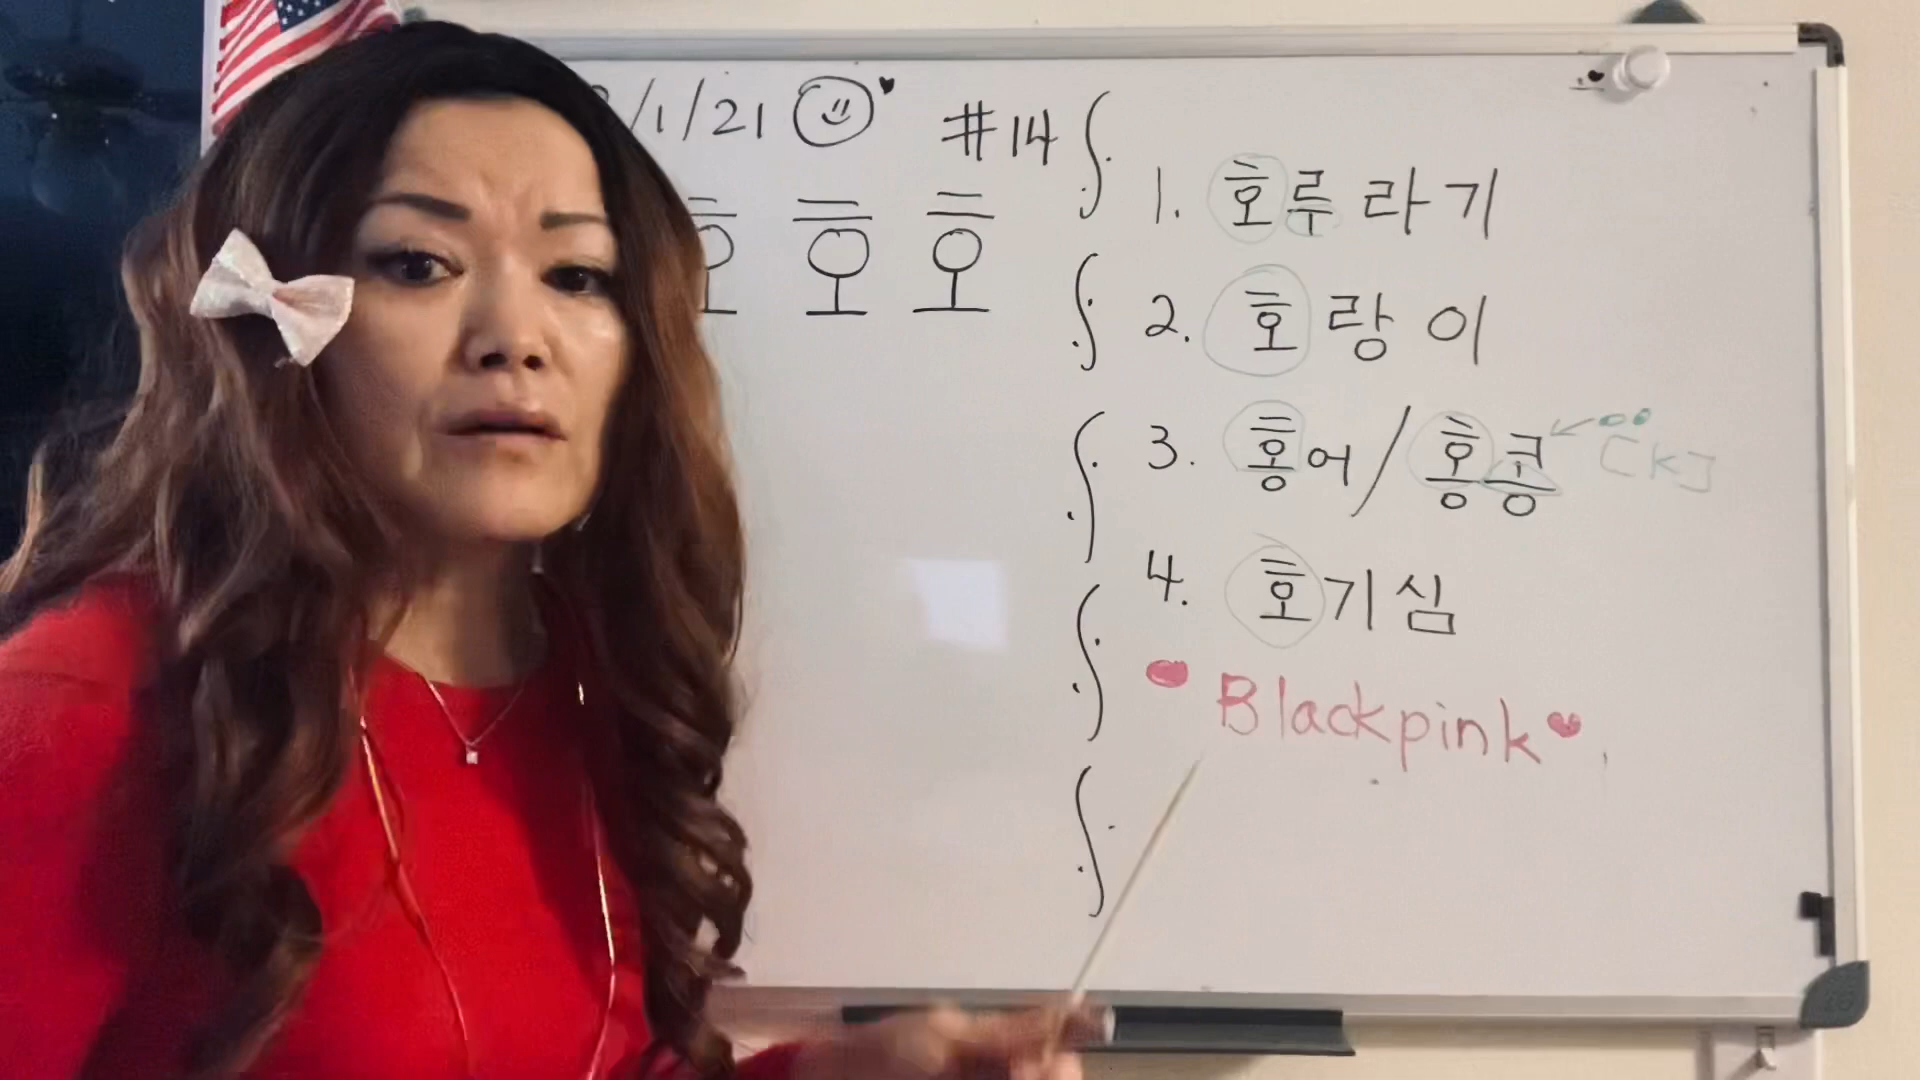 /1/21 #14
호 호 호
1. 호루라기
2. 호랑이
3. 홍어/홍콩 [k]
4. 호기심
Blackpink